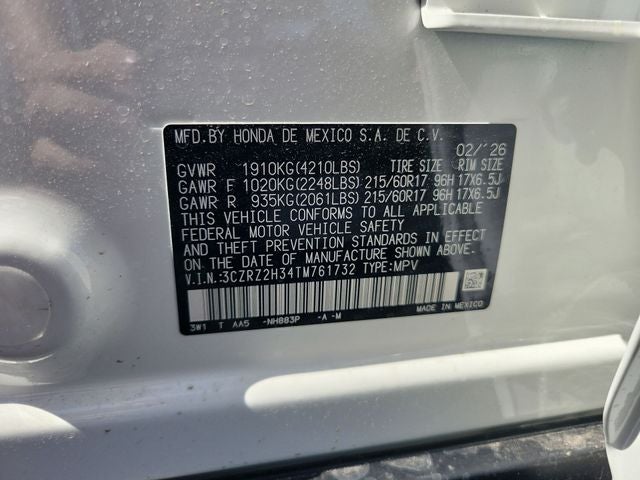 MFD.BY HONDA DE MEXICO S.A. DE C.V.
02/'26
GVWR 1910KG(4210LBS) TIRE SIZE RIM SIZE
GAWR F 1020KG(2248LBS) 215/60R17 96H 17X6.5J
GAWR R 935KG(2061LBS) 215/60R17 96H 17X6.5J
THIS VEHICLE CONFORMS TO ALL APPLICABLE
FEDERAL MOTOR VEHICLE SAFETY
AND THEFT PREVENTION STANDARDS IN EFFECT
ON THE DATE OF MANUFACTURE SHOWN ABOVE.
V.I.N.:3CZRZ2H34TM761732 TYPE:MPV
3W1 T AA5 -NH883P -A -M
MADE IN MEXICO